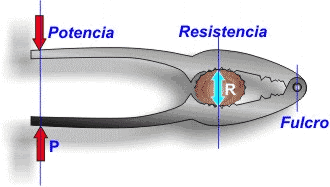 Potencia
Resistencia
R
Fulcro
P